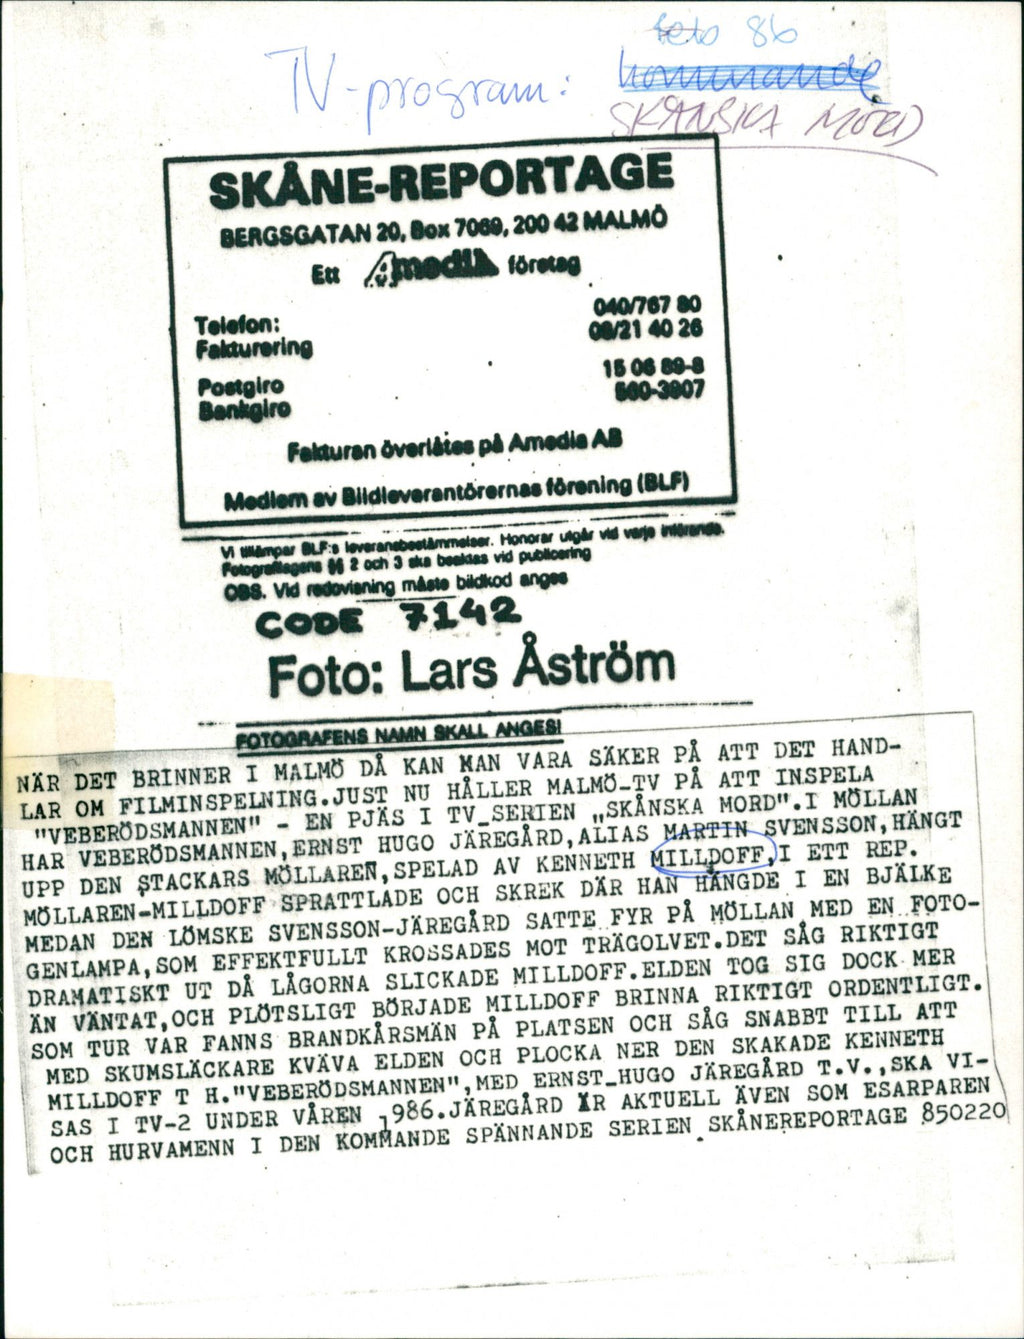 feb 86
TV-program:
kommande
SKÅNSKA MORD
SKÅNE-REPORTAGE
BERGSGATAN 20, Box 7069, 200 42 MALMÖ
Ett Amedia företag
Telefon: 040/767 80
Fakturering 08/21 40 26
Postgiro 15 06 89-8
Bankgiro 560-3907
Fakturan överlåtes på Amedia AB
Medlem av Bildleverantörernas förening (BLF)
Vi tillämpar BLF:s leveransbestämmelser. Honorar utgår vid varje införande.
Fotografilagens §§ 2 och 3 ska beaktas vid publicering
OBS. Vid redovisning måste bildkod anges
CODE 7142
Foto: Lars Åström
FOTOGRAFENS NAMN SKALL ANGES!
NÄR DET BRINNER I MALMÖ DÅ KAN MAN VARA SÄKER PÅ ATT DET HAND-
LAR OM FILMINSPELNING.JUST NU HÅLLER MALMÖ-TV PÅ ATT INSPELA
"VEBERÖDSMANNEN" - EN PJÄS I TV_SERIEN „SKÅNSKA MORD".I MÖLLAN
HAR VEBERÖDSMANNEN,ERNST HUGO JÄREGÅRD,ALIAS MARTIN SVENSSON,HÄNGT
UPP DEN STACKARS MÖLLAREN,SPELAD AV KENNETH MILLDOFF,I ETT REP.
MÖLLAREN-MILLDOFF SPRATTLADE OCH SKREK DÄR HAN HÄNGDE I EN BJÄLKE
MEDAN DEN LÖMSKE SVENSSON-JÄREGÅRD SATTE FYR PÅ MÖLLAN MED EN FOTO-
GENLAMPA,SOM EFFEKTFULLT KROSSADES MOT TRÄGOLVET.DET SÅG RIKTIGT
DRAMATISKT UT DÅ LÅGORNA SLICKADE MILLDOFF.ELDEN TOG SIG DOCK MER
ÄN VÄNTAT,OCH PLÖTSLIGT BÖRJADE MILLDOFF BRINNA RIKTIGT ORDENTLIGT.
SOM TUR VAR FANNS BRANDKÅRSMÄN PÅ PLATSEN OCH SÅG SNABBT TILL ATT
MED SKUMSLÄCKARE KVÄVA ELDEN OCH PLOCKA NER DEN SKAKADE KENNETH
MILLDOFF T H."VEBERÖDSMANNEN",MED ERNST_HUGO JÄREGÅRD T.V.,SKA VI-
SAS I TV-2 UNDER VÅREN 1986.JÄREGÅRD ÄR AKTUELL ÄVEN SOM ESARPAREN
OCH HURVAMENN I DEN KOMMANDE SPÄNNANDE SERIEN SKÅNEREPORTAGE 850220